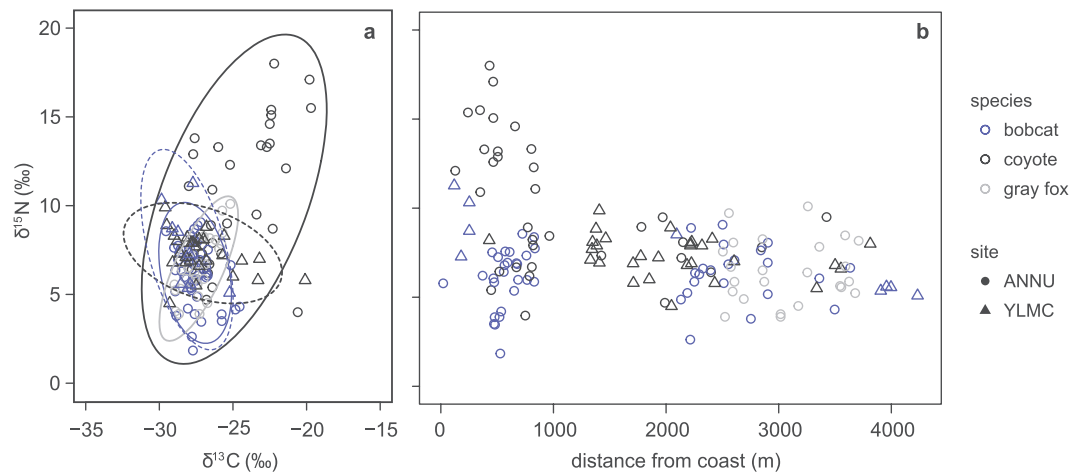 a
b
20
15
10
5
0
δ¹⁵N (‰)
−35 −30 −25 −20 −15
δ¹³C (‰)
0 1000 2000 3000 4000
distance from coast (m)
species
bobcat
coyote
gray fox
site
ANNU
YLMC